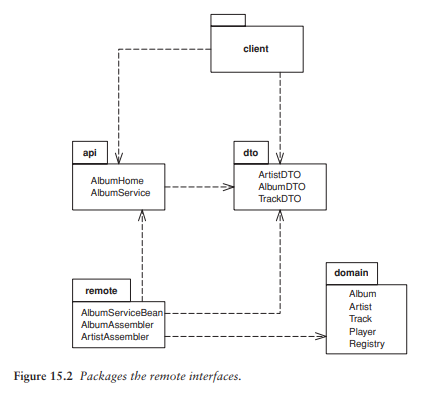 client
api
AlbumHome
AlbumService
dto
ArtistDTO
AlbumDTO
TrackDTO
remote
AlbumServiceBean
AlbumAssembler
ArtistAssembler
domain
Album
Artist
Track
Player
Registry
Figure 15.2 Packages the remote interfaces.